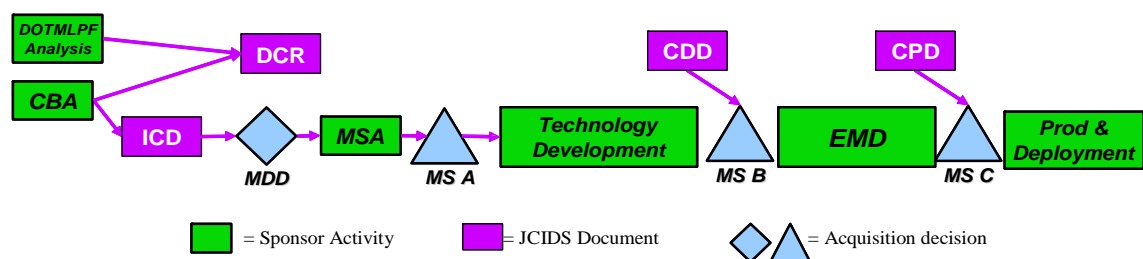 DOTMLPF
Analysis
DCR
CDD
CPD
CBA
ICD
MSA
Technology
Development
EMD
Prod &
Deployment
MDD
MS A
MS B
MS C
= Sponsor Activity
= JCIDS Document
= Acquisition decision